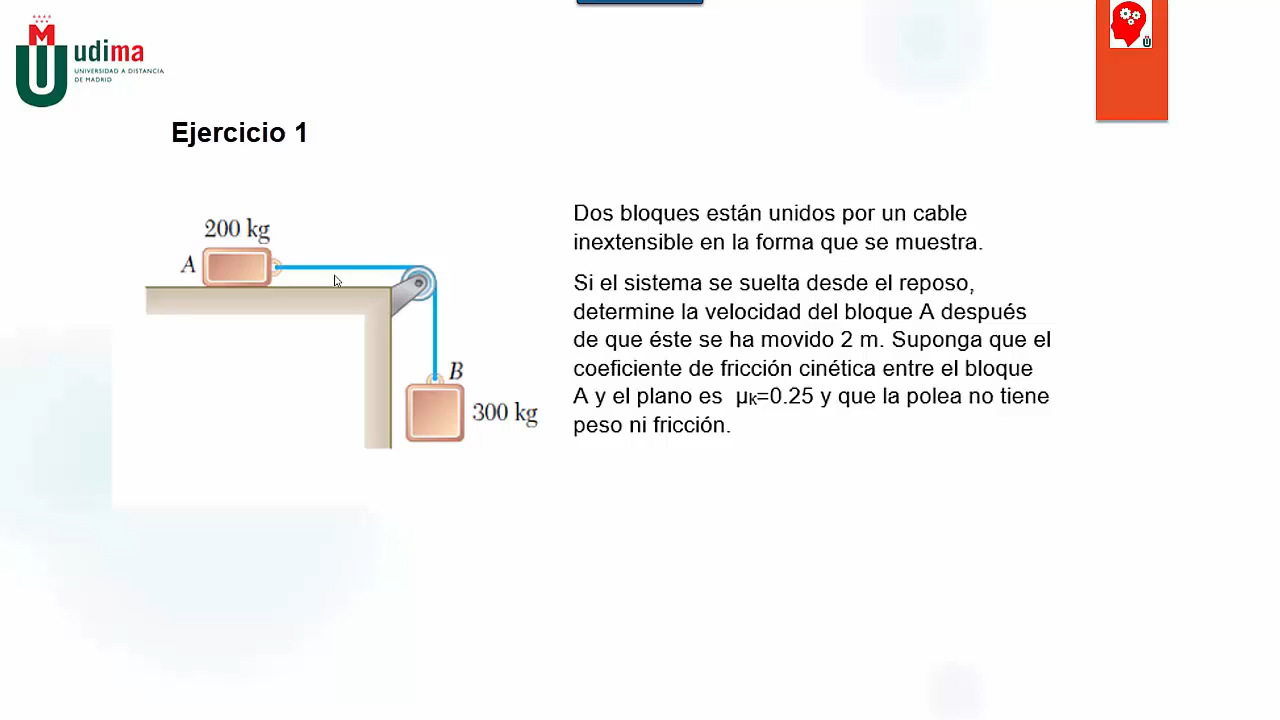 udima
UNIVERSIDAD A DISTANCIA
DE MADRID
Ejercicio 1
200 kg
A
B
300 kg
Dos bloques están unidos por un cable
inextensible en la forma que se muestra.
Si el sistema se suelta desde el reposo,
determine la velocidad del bloque A después
de que éste se ha movido 2 m. Suponga que el
coeficiente de fricción cinética entre el bloque
A y el plano es μk=0.25 y que la polea no tiene
peso ni fricción.